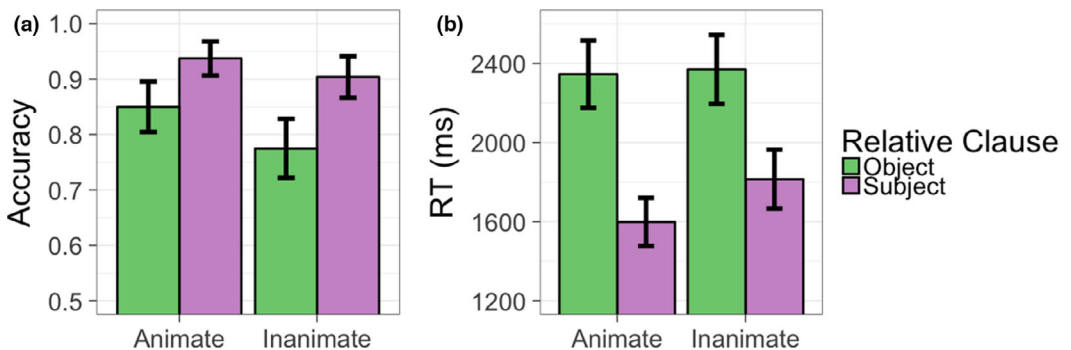 (a)
Accuracy
1.0
0.9
0.8
0.7
0.6
0.5
Animate Inanimate
(b)
RT (ms)
2400
2000
1600
1200
Animate Inanimate
Relative Clause
Object
Subject